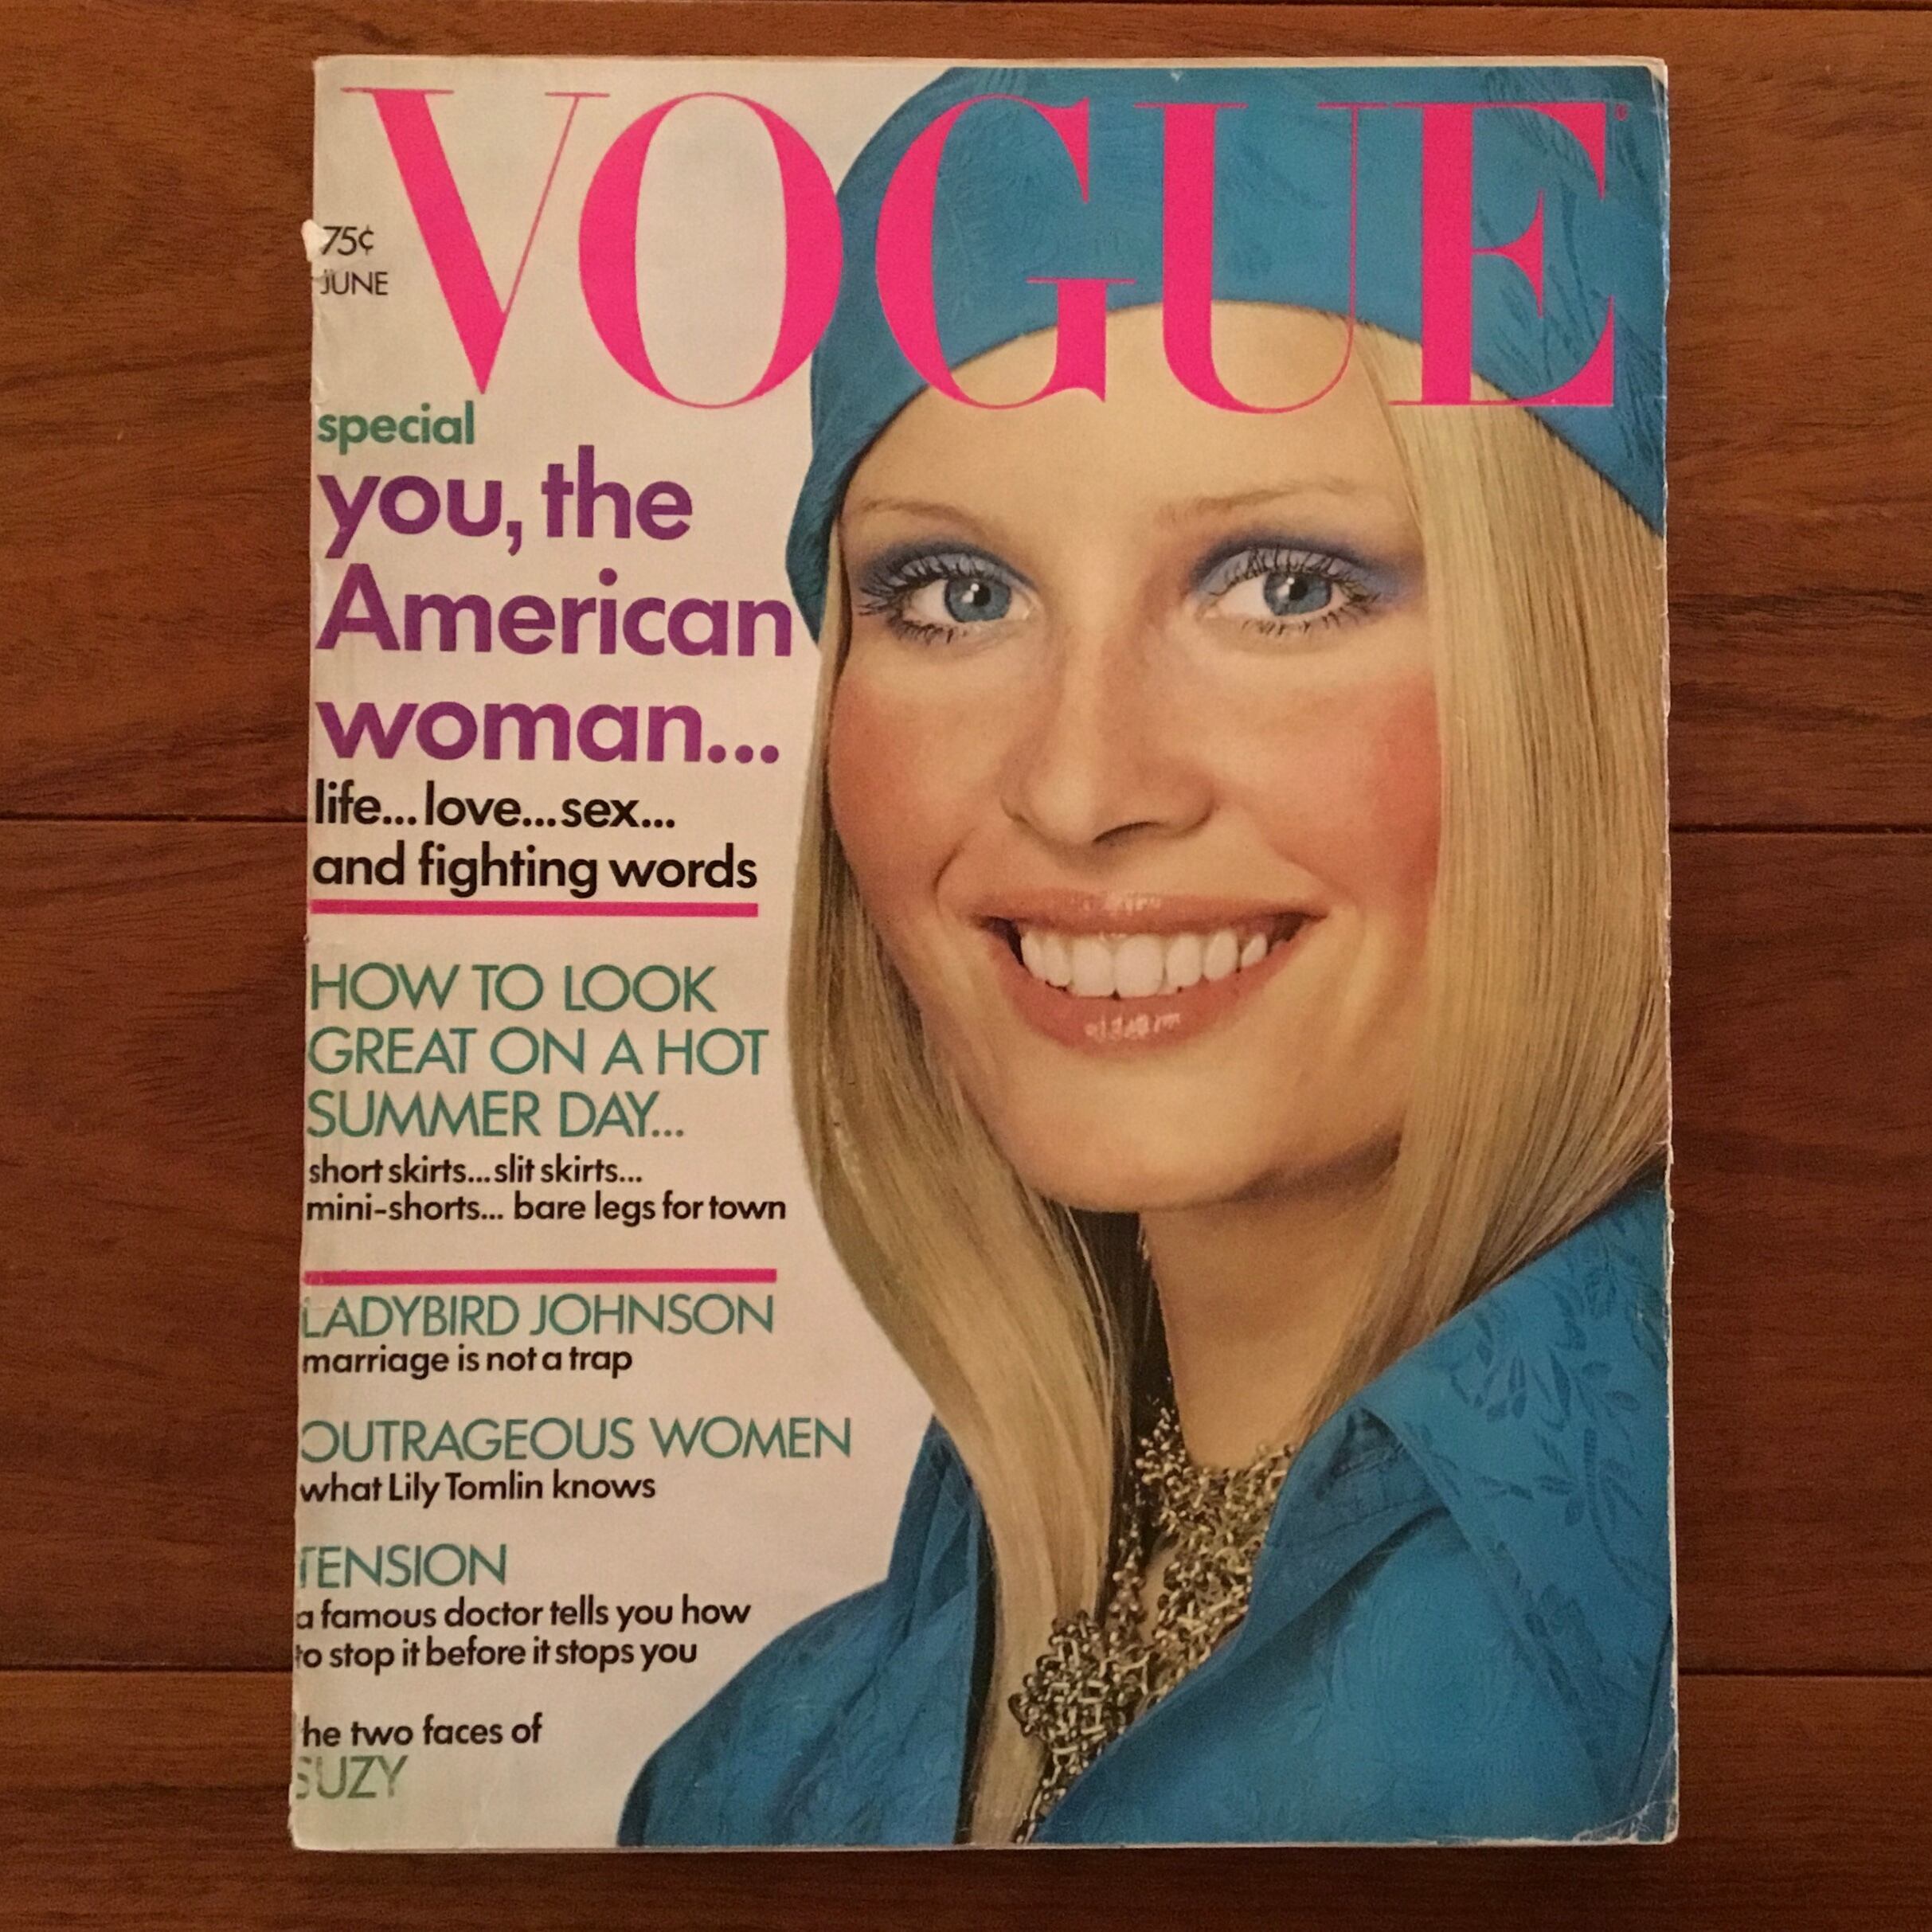 VOGUE
75¢
JUNE
special
you, the
American
woman...
life...love...sex...
and fighting words
HOW TO LOOK
GREAT ON A HOT
SUMMER DAY...
short skirts...slit skirts...
mini-shorts... bare legs for town
LADYBIRD JOHNSON
marriage is not a trap
OUTRAGEOUS WOMEN
what Lily Tomlin knows
TENSION
a famous doctor tells you how
to stop it before it stops you
he two faces of
SUZY